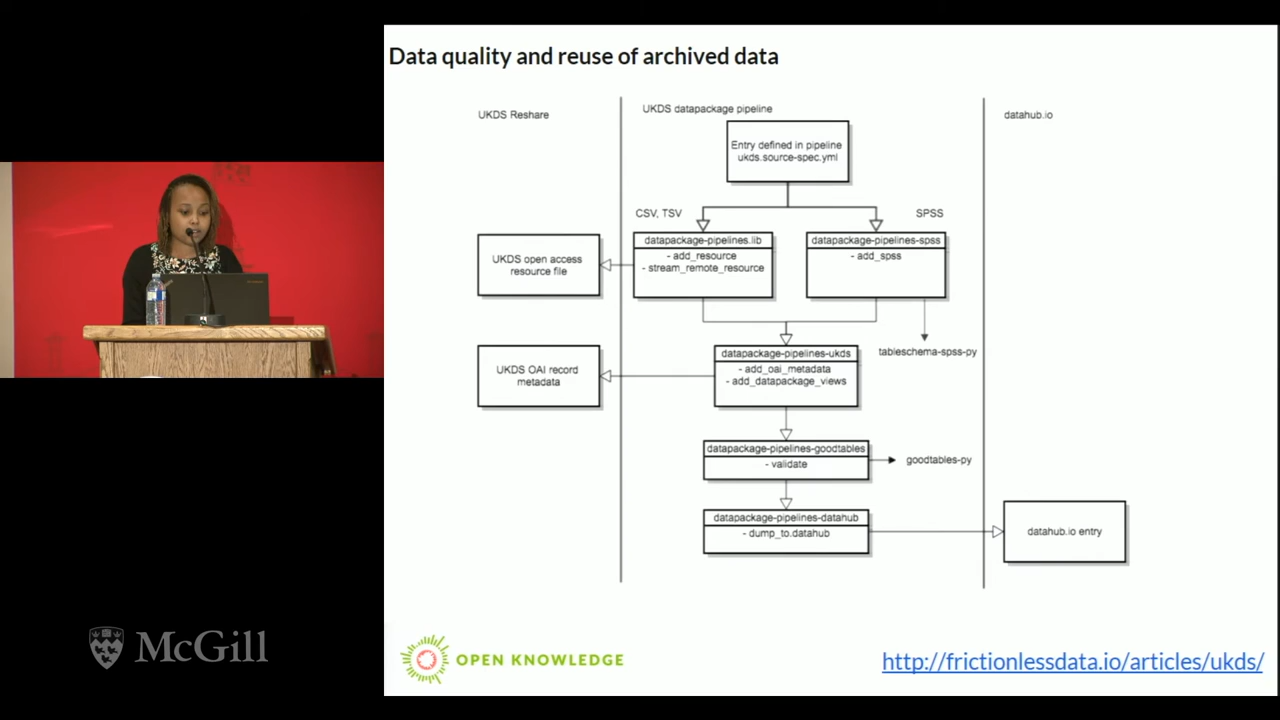 Data quality and reuse of archived data
UKDS Reshare
UKDS datapackage pipeline
datahub.io
Entry defined in pipeline
ukds.source-spec.yml
CSV, TSV
SPSS
datapackage-pipelines.lib
- add_resource
- stream_remote_resource
datapackage-pipelines-spss
- add_spss
UKDS open access
resource file
tableschema-spss-py
UKDS OAI record
metadata
datapackage-pipelines-ukds
- add_oai_metadata
- add_datapackage_views
datapackage-pipelines-goodtables
- validate
goodtables-py
datapackage-pipelines-datahub
- dump_to.datahub
datahub.io entry
McGill
OPEN KNOWLEDGE
http://frictionlessdata.io/articles/ukds/